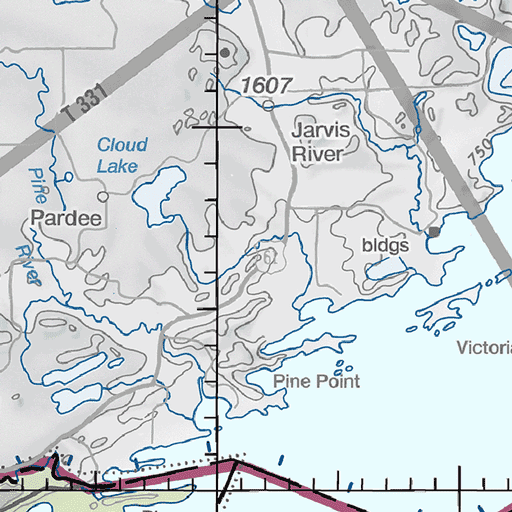 1607
T 331
Jarvis
River
Cloud
Lake
750
Pine
River
Pardee
bldgs
Victoria
Pine Point